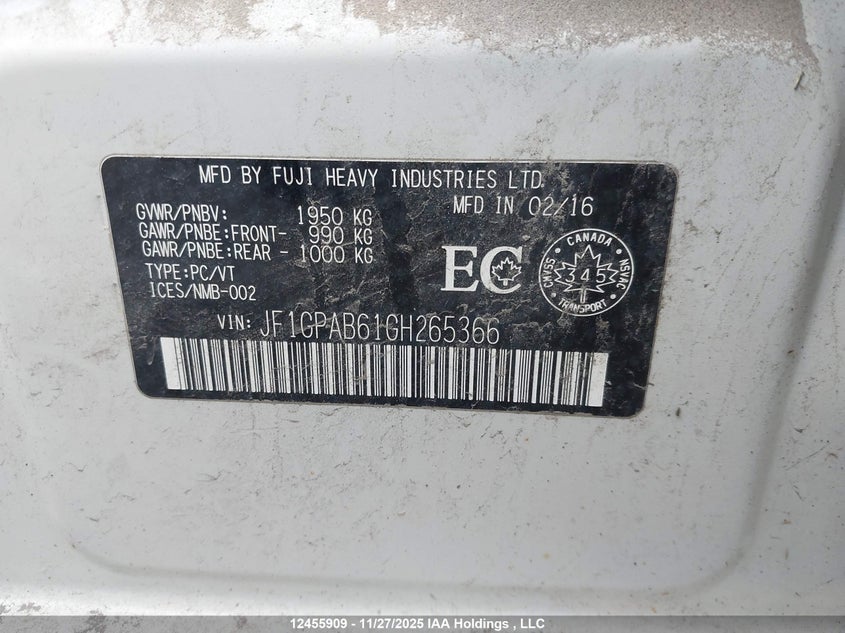 MFD BY FUJI HEAVY INDUSTRIES LTD.
MFD IN 02/16
GVWR/PNBV: 1950 KG
GAWR/PNBE:FRONT- 990 KG
GAWR/PNBE:REAR - 1000 KG
TYPE:PC/VT
ICES/NMB-002
EC
CANADA
CMVSS 345 NSVAC
TRANSPORT
VIN: JF1GPAB61GH265366
12455909 - 11/27/2025 IAA Holdings , LLC